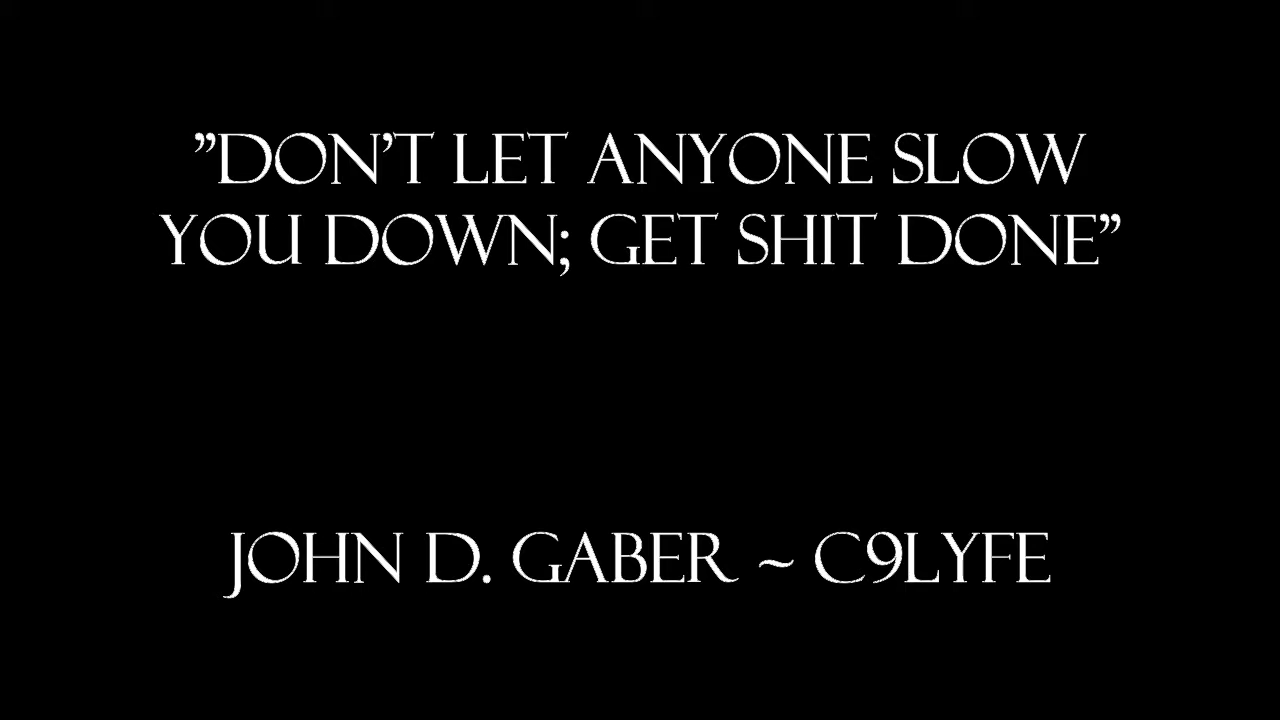 ”DON’T LET ANYONE SLOW
YOU DOWN; GET SHIT DONE”
JOHN D. GABER ~ C9LYFE